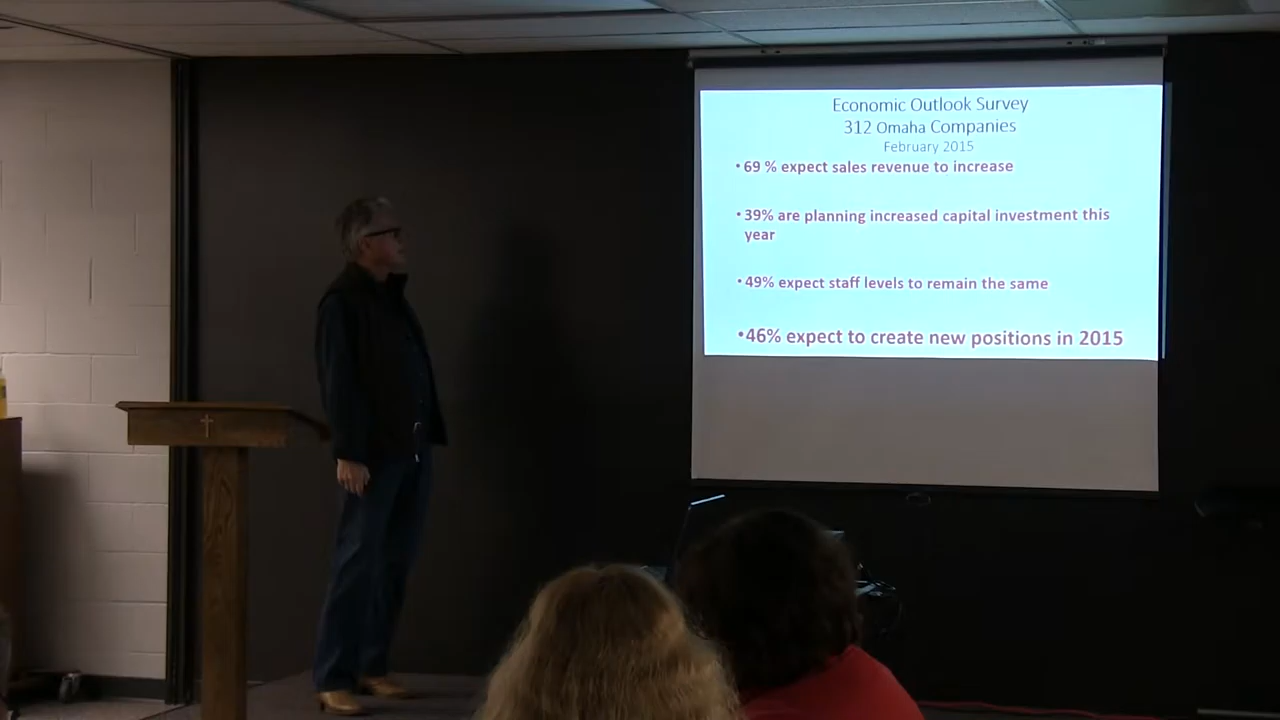 Economic Outlook Survey
312 Omaha Companies
February 2015
•69 % expect sales revenue to increase
•39% are planning increased capital investment this
year
•49% expect staff levels to remain the same
•46% expect to create new positions in 2015